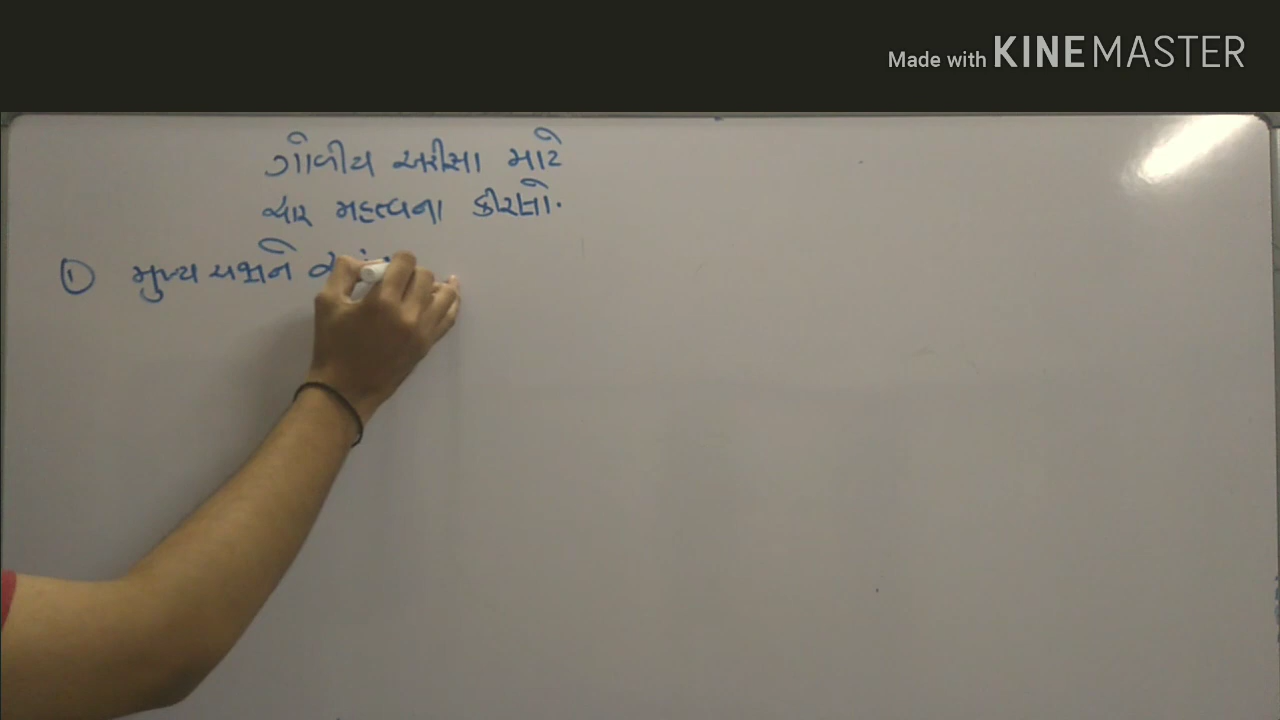 Made with KINEMASTER
ગોળીય અરીસા માટે
ચાર મહત્વના કીરણો.
① મુખ્ય અક્ષને